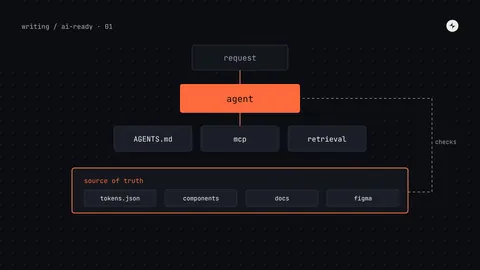 writing / ai-ready · 01
request
agent
AGENTS.md
mcp
retrieval
checks
source of truth
tokens.json
components
docs
figma